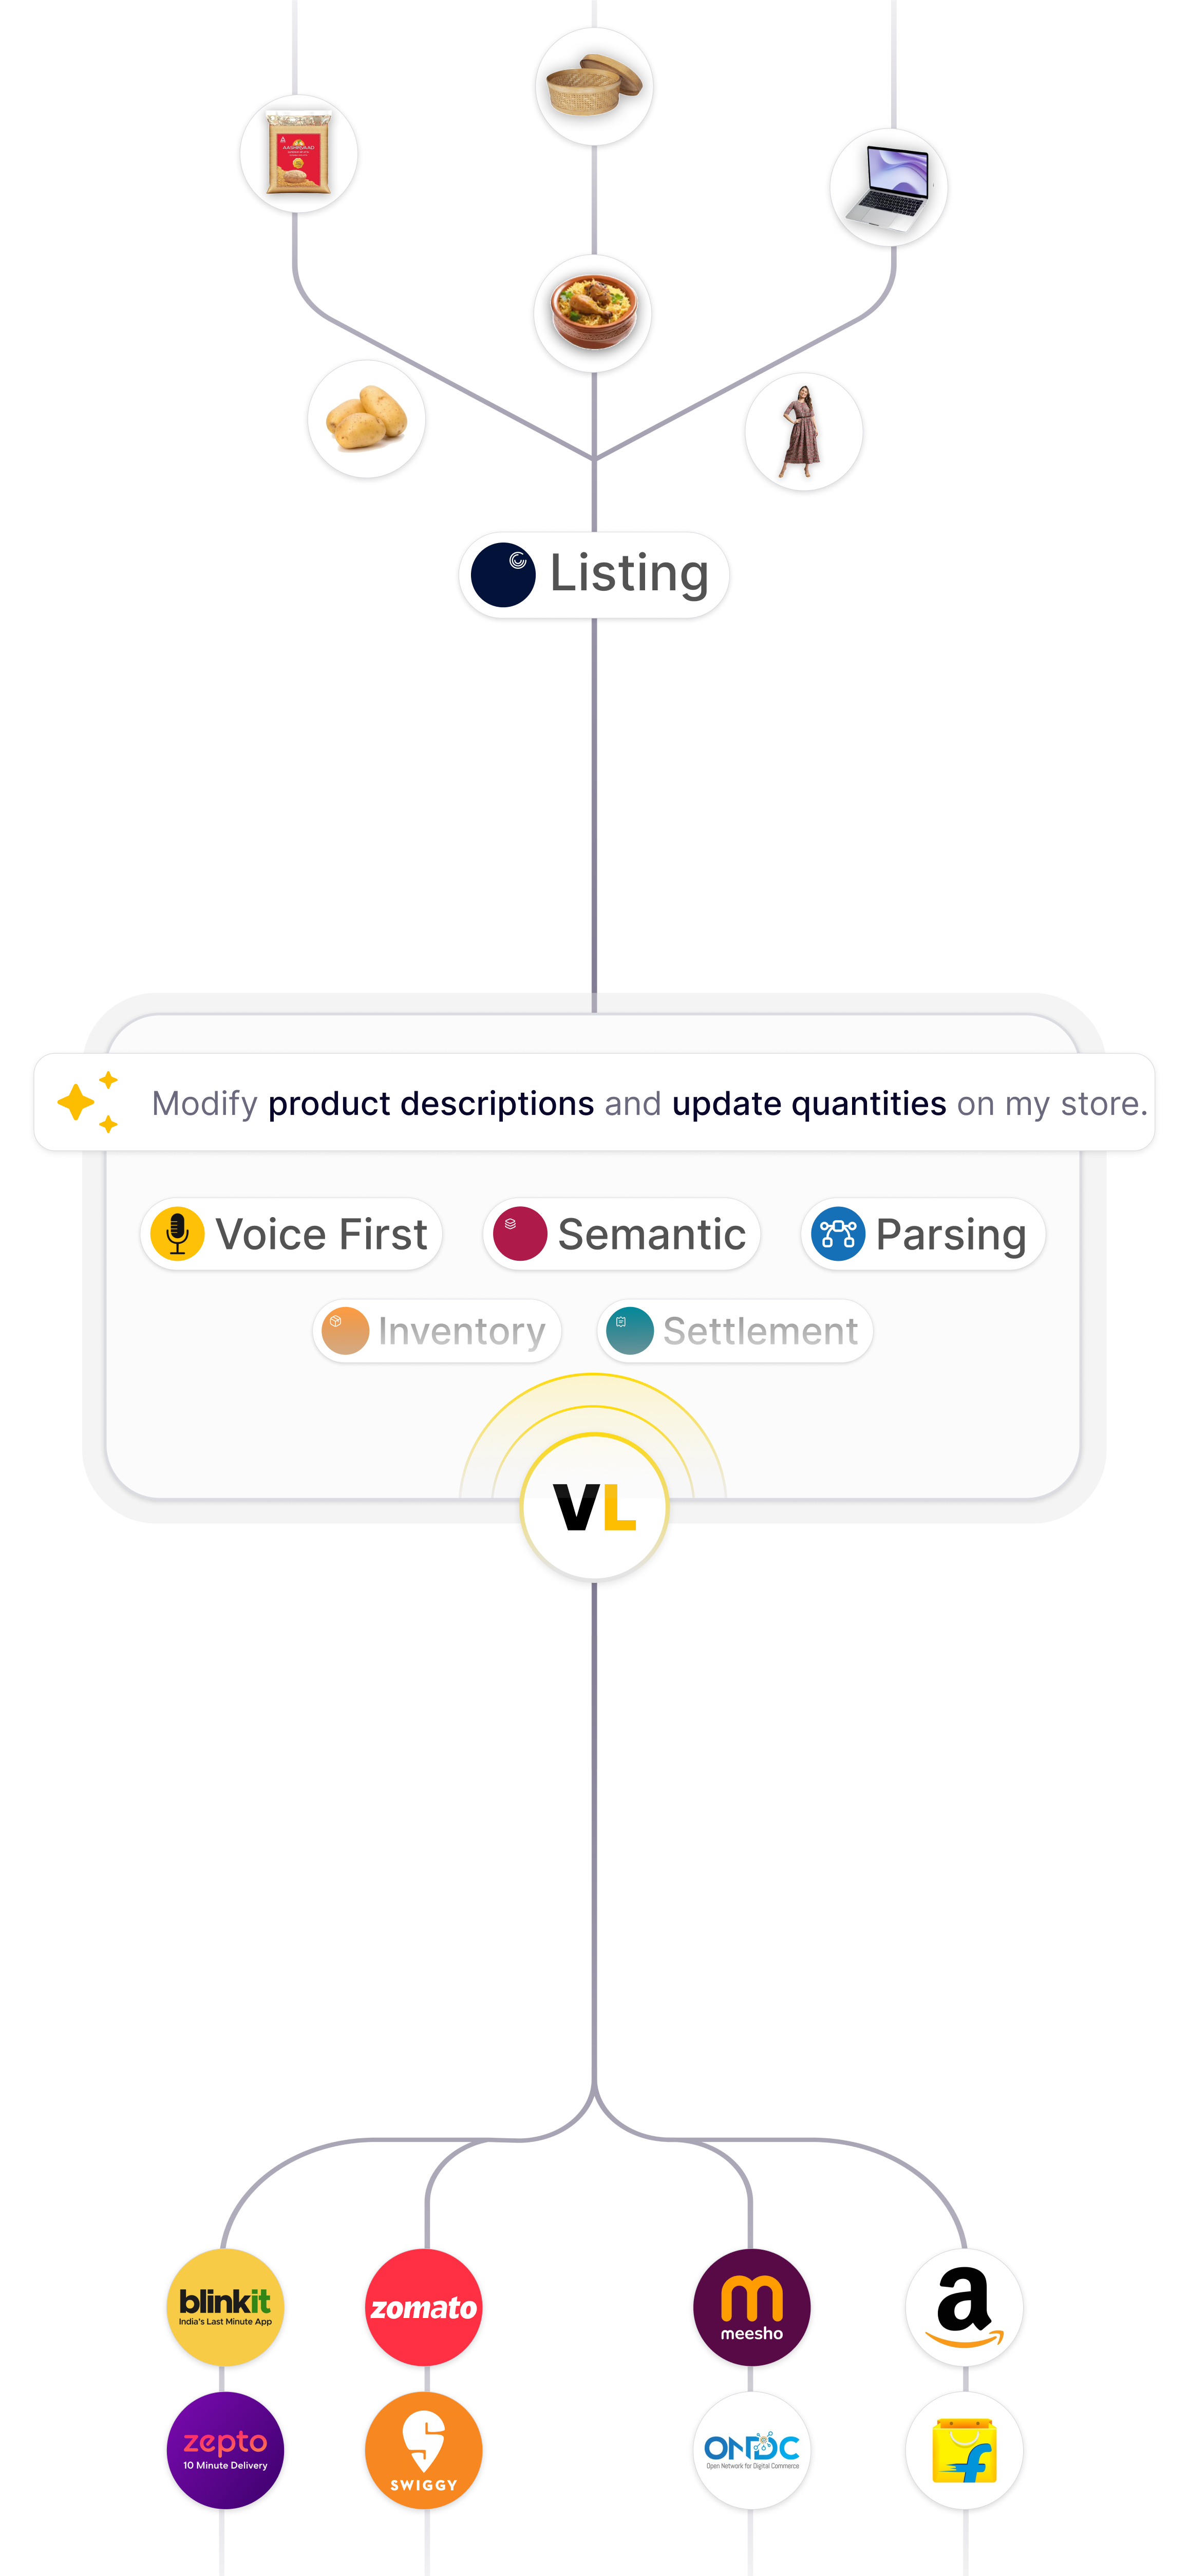 AASHIRVAAD
Listing
Modify product descriptions and update quantities on my store.
Voice First
Semantic
Parsing
Inventory
Settlement
VL
blinkit
India's Last Minute App
zomato
meesho
a
zepto
10 Minute Delivery
SWIGGY
ONDC
Open Network for Digital Commerce
f